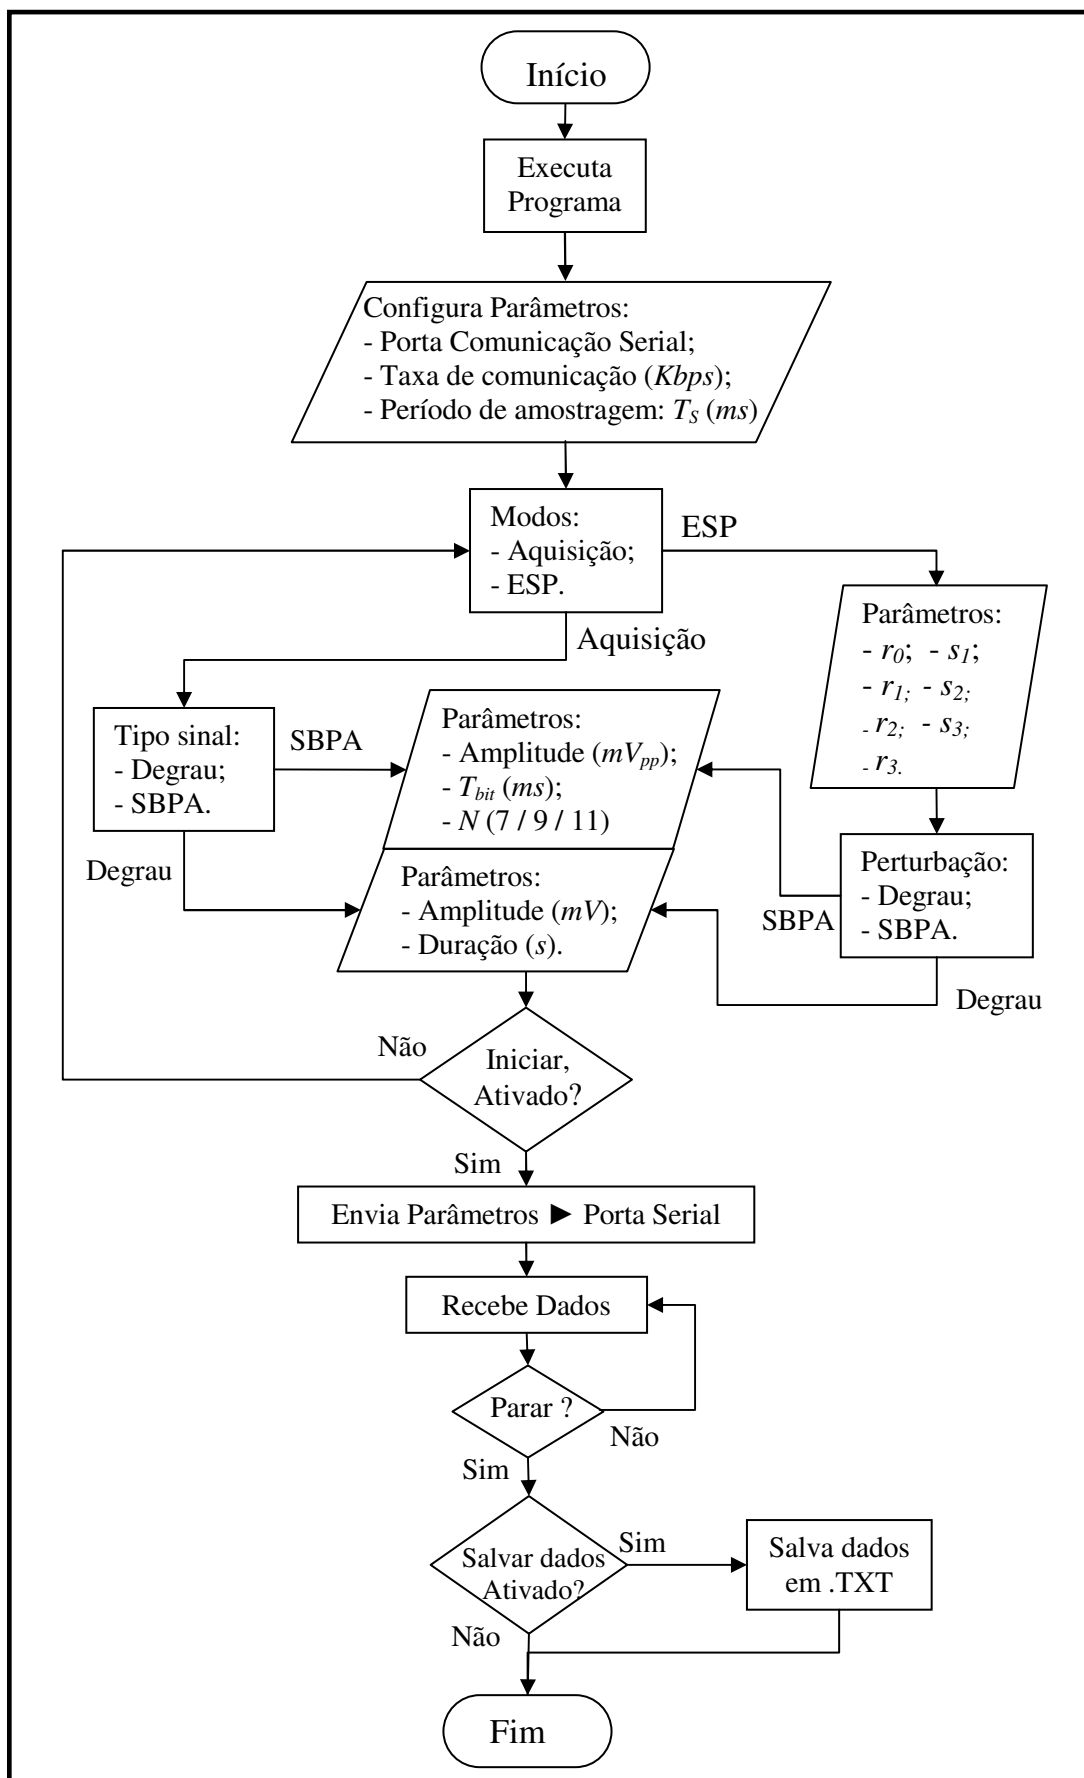 Início
Executa
Programa
Configura Parâmetros:
- Porta Comunicação Serial;
- Taxa de comunicação (Kbps);
- Período de amostragem: TS (ms)
Modos:
- Aquisição;
- ESP.
ESP
Aquisição
Parâmetros:
- r0; - s1;
- r1; - s2;
- r2; - s3;
- r3.
Tipo sinal:
- Degrau;
- SBPA.
SBPA
Degrau
Parâmetros:
- Amplitude (mVpp);
- Tbit (ms);
- N (7 / 9 / 11)
Parâmetros:
- Amplitude (mV);
- Duração (s).
Perturbação:
- Degrau;
- SBPA.
SBPA
Degrau
Não
Iniciar,
Ativado?
Sim
Envia Parâmetros ► Porta Serial
Recebe Dados
Parar ?
Não
Sim
Salvar dados
Ativado?
Sim
Salva dados
em .TXT
Não
Fim